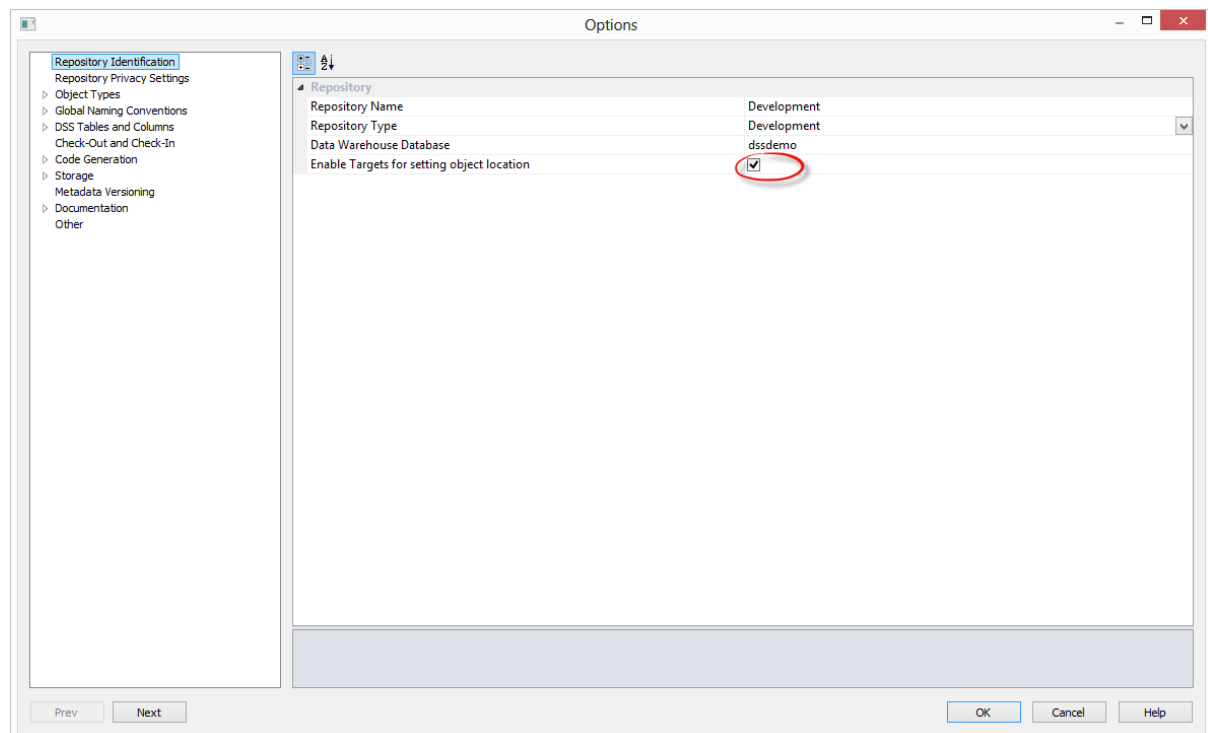 Options
Repository Identification
Repository Privacy Settings
Object Types
Global Naming Conventions
DSS Tables and Columns
Check-Out and Check-In
Code Generation
Storage
Metadata Versioning
Documentation
Other
Repository
Repository Name Development
Repository Type Development
Data Warehouse Database dssdemo
Enable Targets for setting object location
Prev Next OK Cancel Help